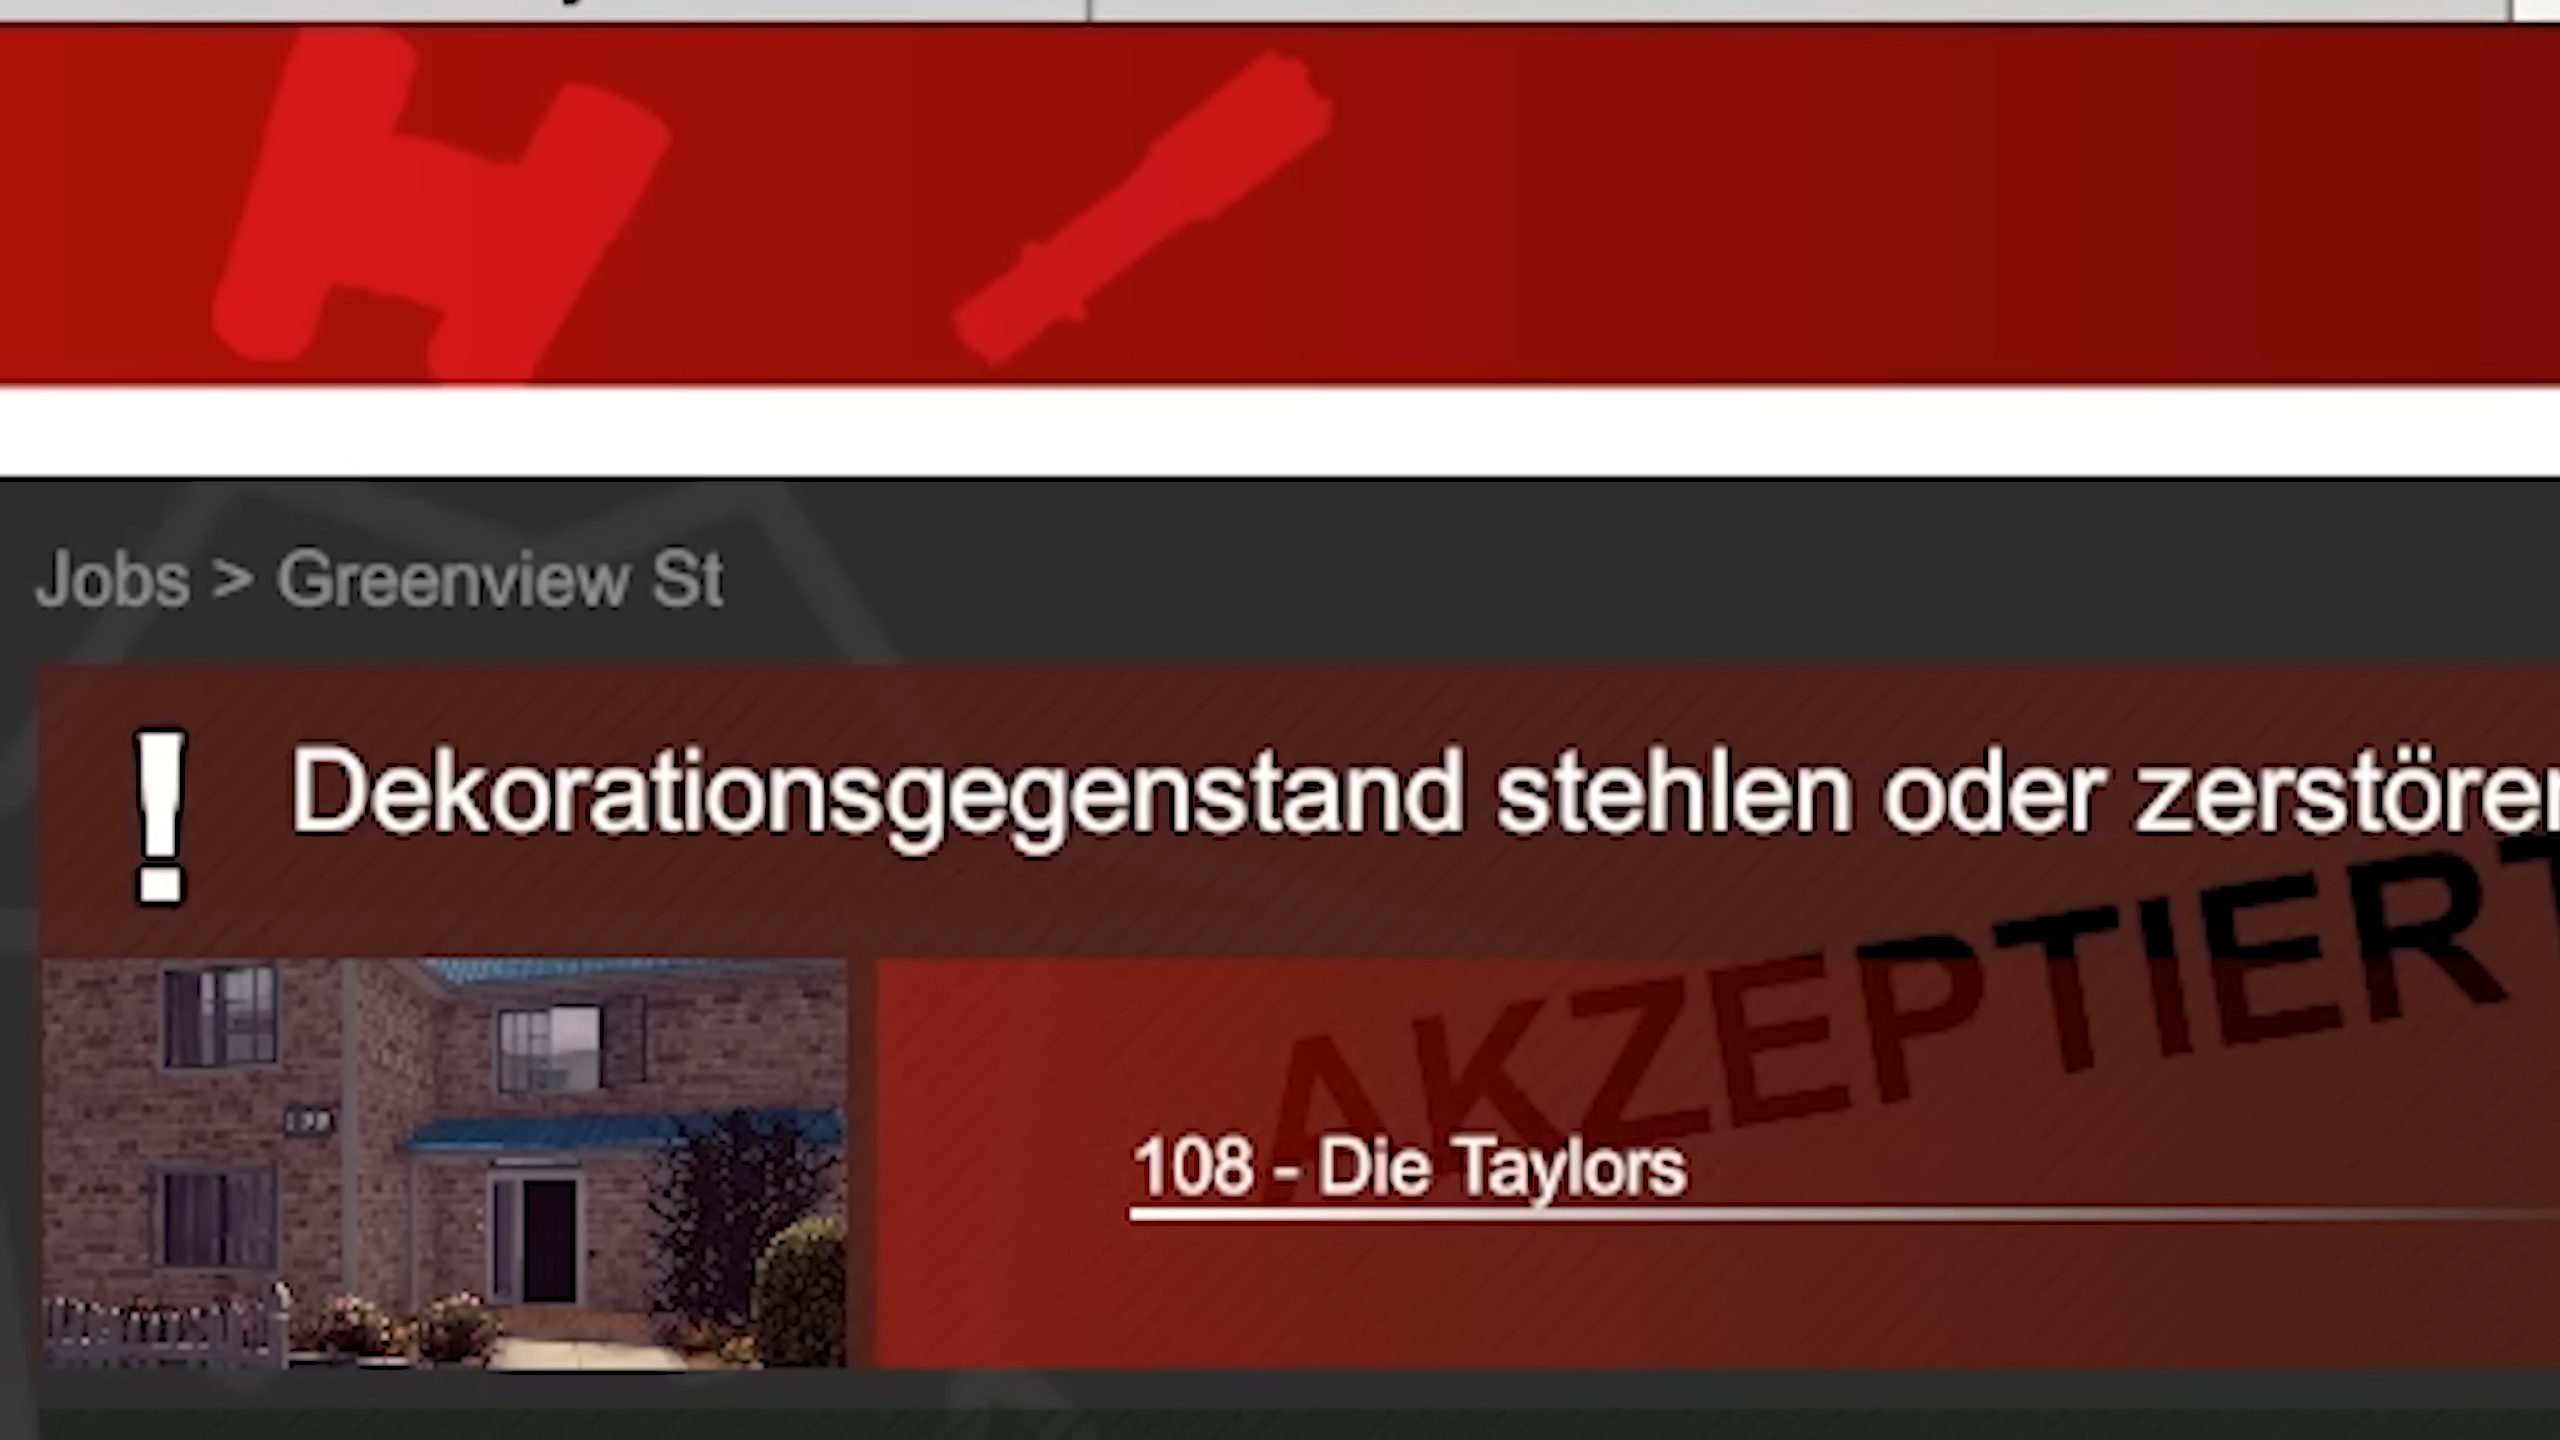 Jobs > Greenview St
! Dekorationsgegenstand stehlen oder zerstören
AKZEPTIERT
108 - Die Taylors